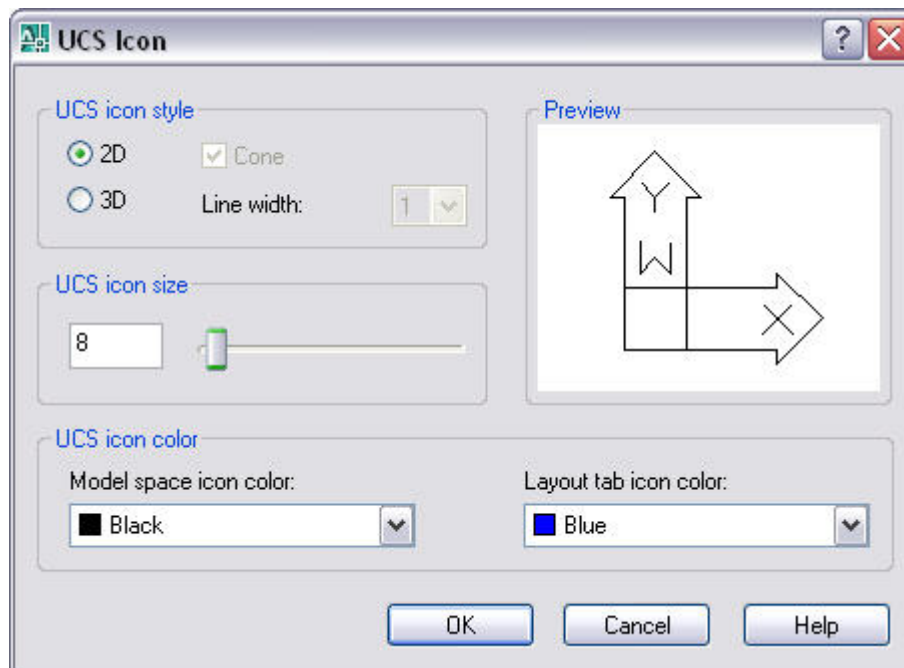 UCS Icon
UCS icon style
2D
Cone
3D
Line width:
1
Preview
Y
W
X
UCS icon size
8
UCS icon color
Model space icon color:
Black
Layout tab icon color:
Blue
OK
Cancel
Help